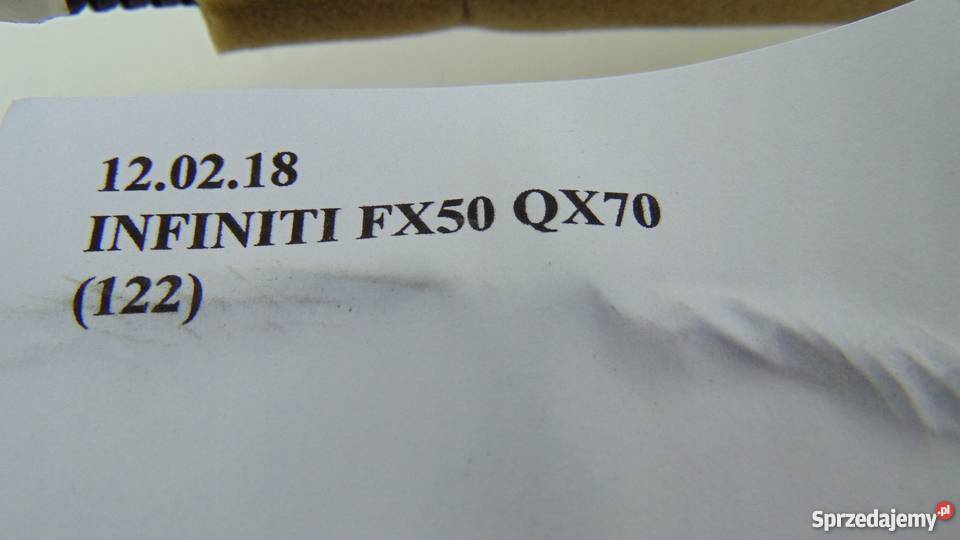 12.02.18
INFINITI FX50 QX70
(122)
Sprzedajemy.pl